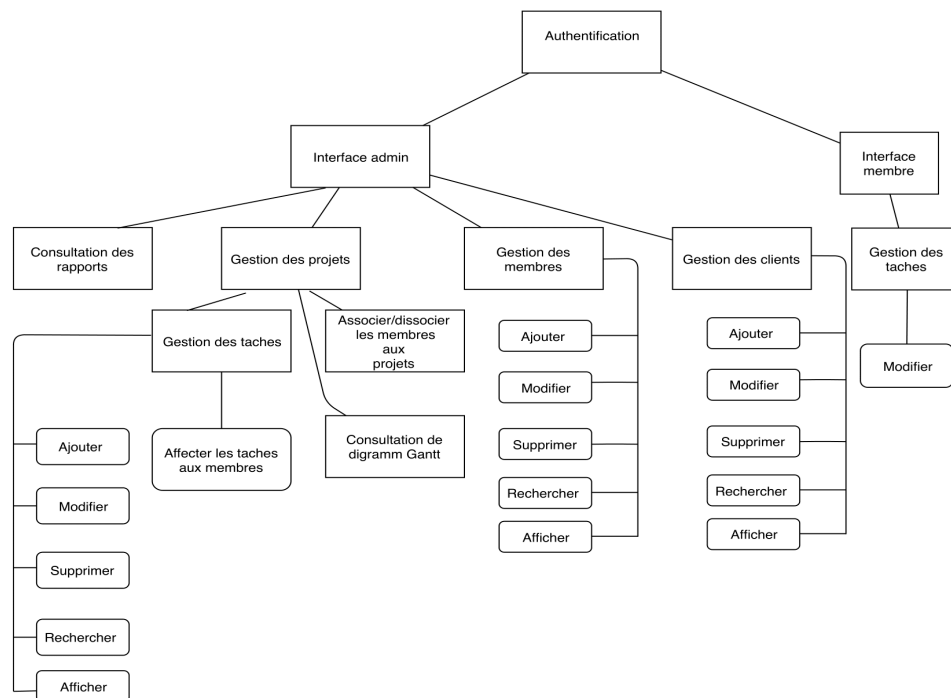 Authentification
Interface admin
Interface
membre
Consultation des
rapports
Gestion des projets
Gestion des
membres
Gestion des clients
Gestion des
taches
Gestion des taches
Associer/dissocier
les membres
aux
projets
Ajouter
Modifier
Supprimer
Rechercher
Afficher
Ajouter
Modifier
Supprimer
Rechercher
Afficher
Modifier
Affecter les taches
aux membres
Consultation de
digramm Gantt
Ajouter
Modifier
Supprimer
Rechercher
Afficher